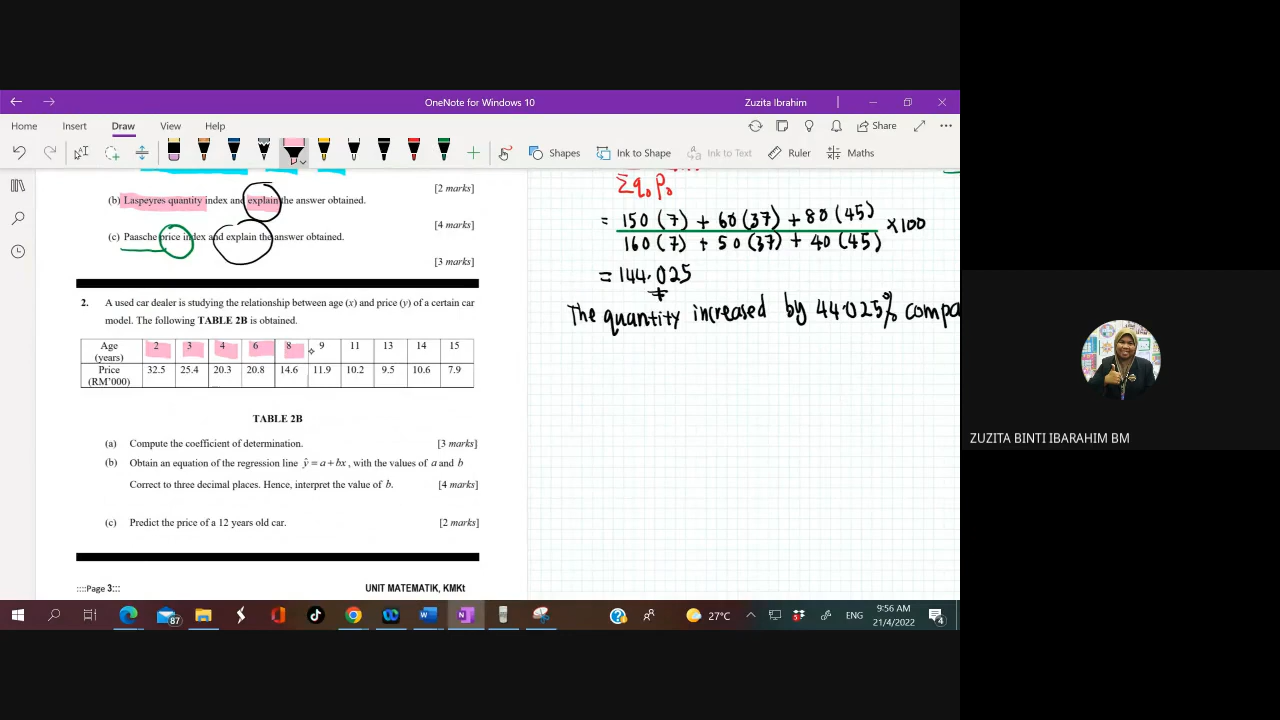 OneNote for Windows 10
Zuzita Ibrahim
Home Insert Draw View Help
Share
Shapes Ink to Shape Ink to Text Ruler Maths
[2 marks]
(b) Laspeyres quantity index and explain the answer obtained.
[4 marks]
(c) Paasche price index and explain the answer obtained.
[3 marks]
2. A used car dealer is studying the relationship between age (x) and price (y) of a certain car
model. The following TABLE 2B is obtained.
Age (years) 2 3 4 6 8 9 11 13 14 15
Price (RM'000) 32.5 25.4 20.3 20.8 14.6 11.9 10.2 9.5 10.6 7.9
TABLE 2B
(a) Compute the coefficient of determination. [3 marks]
(b) Obtain an equation of the regression line ŷ = a + bx, with the values of a and b
Correct to three decimal places. Hence, interpret the value of b. [4 marks]
(c) Predict the price of a 12 years old car. [2 marks]
::::Page 3::: UNIT MATEMATIK, KMKt
Σq₀P₀
= 150(7) + 60(37) + 80(45)
160(7) + 50(37) + 40(45) ×100
= 144.025
The quantity increased by 44.025% compa
ZUZITA BINTI IBARAHIM BM
87
27°C
ENG
9:56 AM
21/4/2022
4